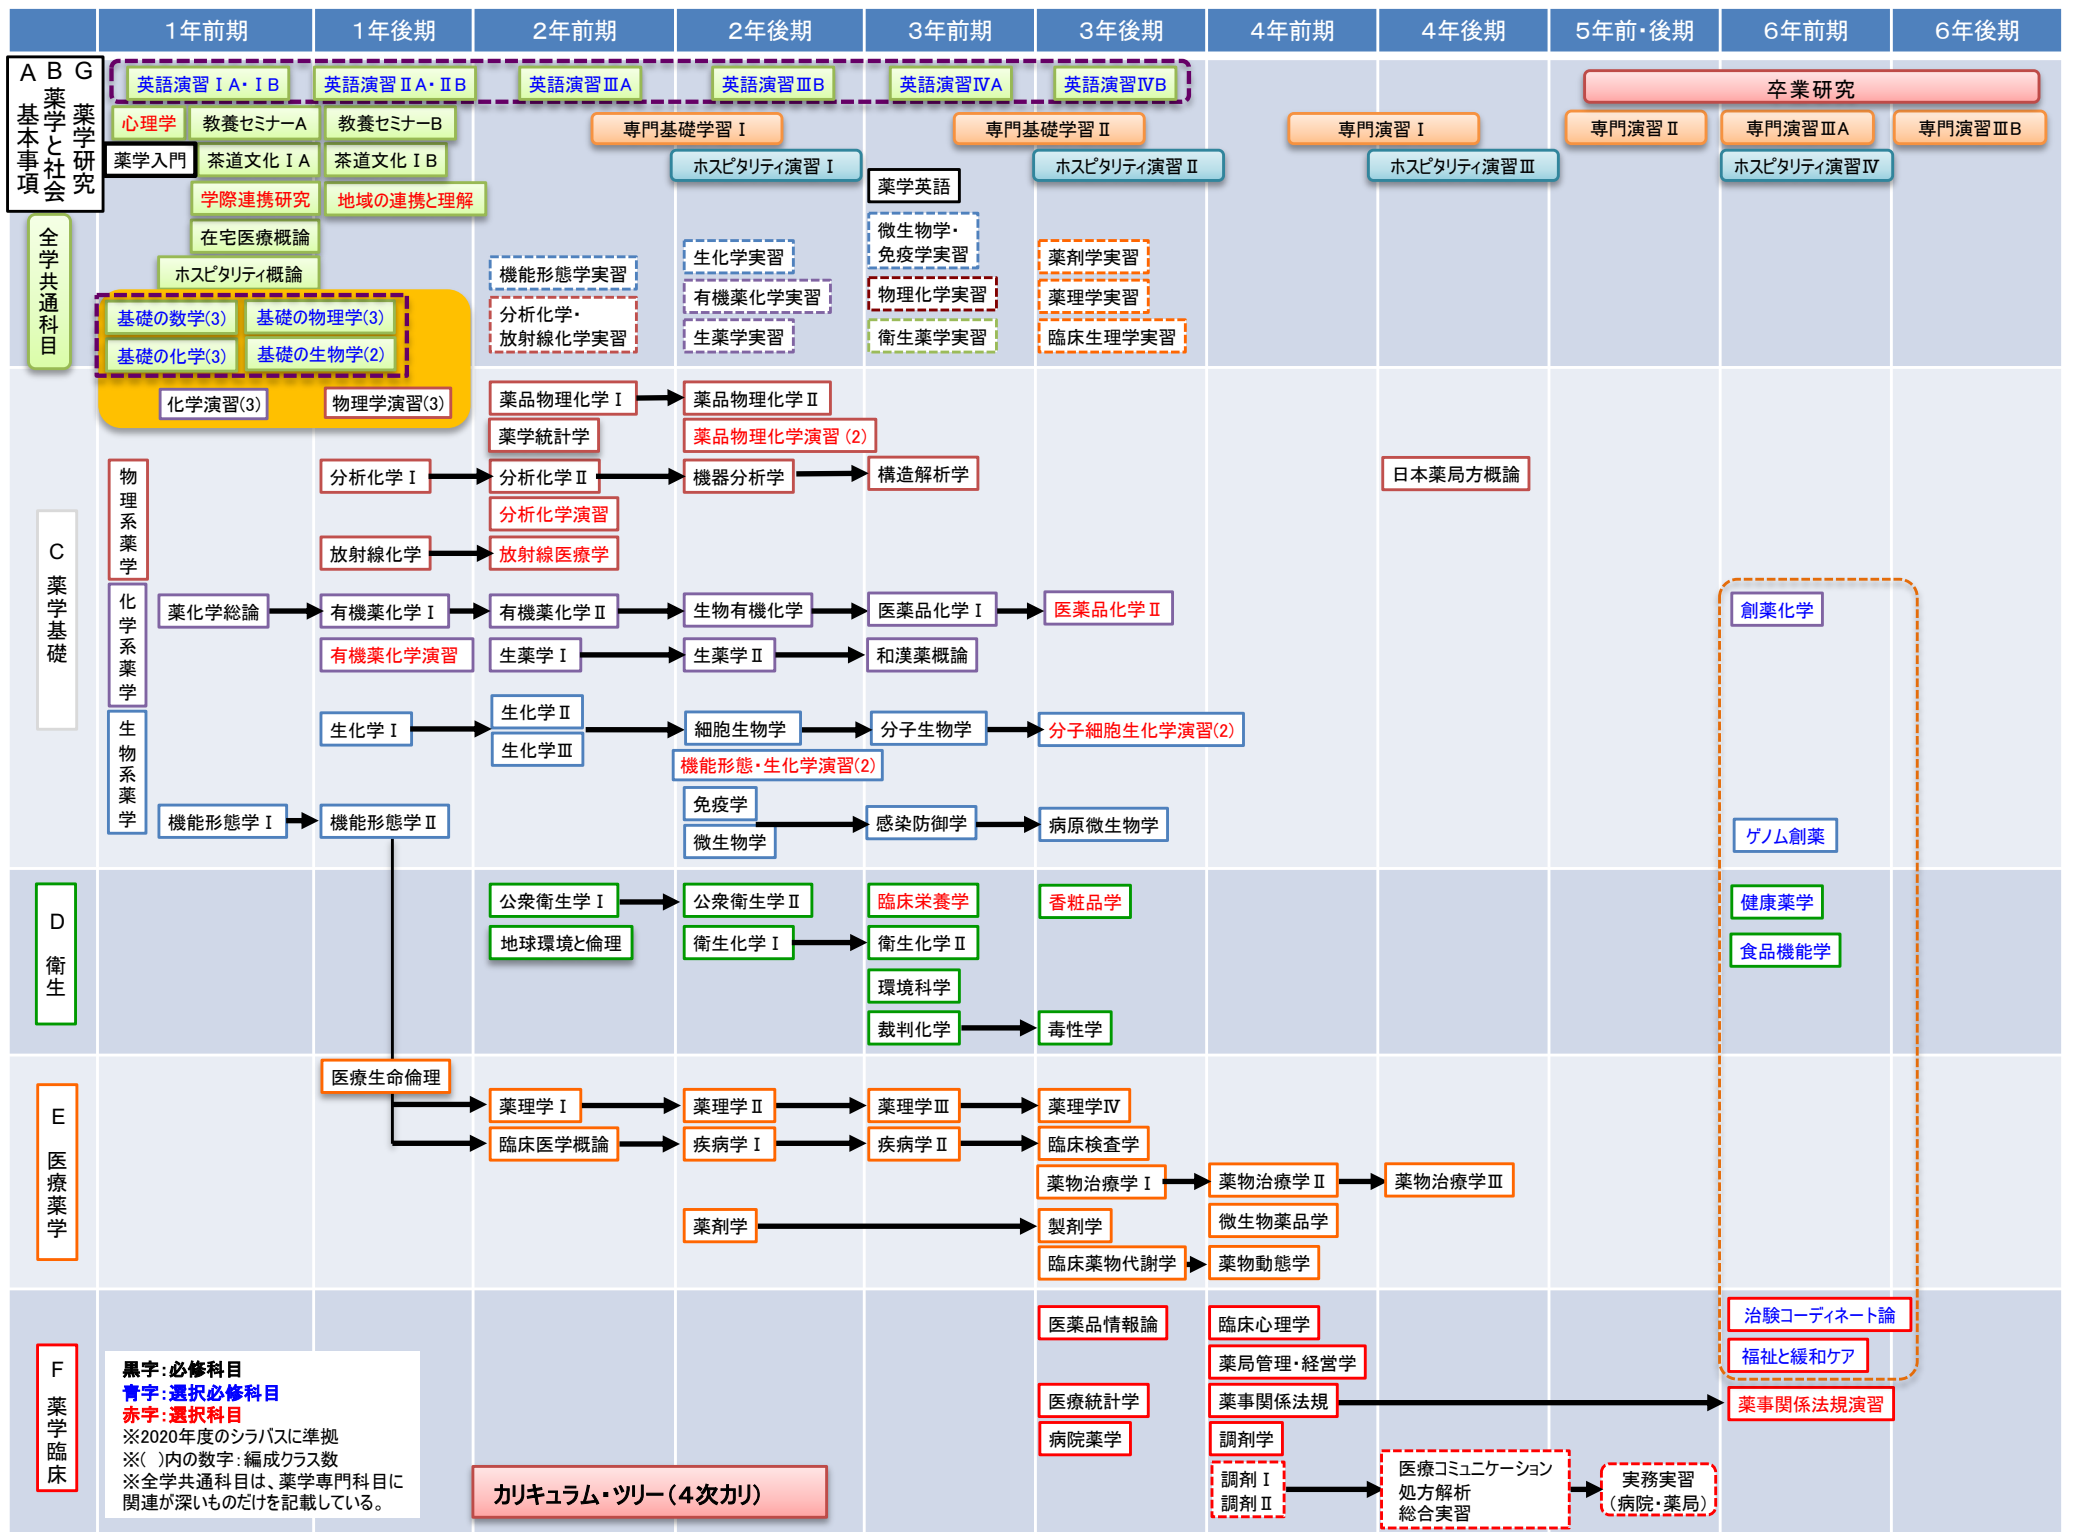 1年前期
1年後期
2年前期
2年後期
3年前期
3年後期
4年前期
4年後期
5年前・後期
6年前期
6年後期
A 基本事項
B 薬学と社会
G 薬学研究
英語演習ⅠA・ⅠB
英語演習ⅡA・ⅡB
英語演習ⅢA
英語演習ⅢB
英語演習ⅣA
英語演習ⅣB
卒業研究
心理学
教養セミナーA
教養セミナーB
専門基礎学習Ⅰ
専門基礎学習Ⅱ
専門演習Ⅰ
専門演習Ⅱ
専門演習ⅢA
専門演習ⅢB
薬学入門
茶道文化ⅠA
茶道文化ⅠB
ホスピタリティ演習Ⅰ
ホスピタリティ演習Ⅱ
ホスピタリティ演習Ⅲ
ホスピタリティ演習Ⅳ
学際連携研究
地域の連携と理解
薬学英語
全学共通科目
在宅医療概論
ホスピタリティ概論
機能形態学実習
生化学実習
微生物学・
免疫学実習
薬剤学実習
有機薬化学実習
物理化学実習
薬理学実習
分析化学・
放射線化学実習
生薬学実習
衛生薬学実習
臨床生理学実習
基礎の数学(3)
基礎の物理学(3)
基礎の化学(3)
基礎の生物学(2)
化学演習(3)
物理学演習(3)
C 薬学基礎
物理系薬学
薬品物理化学Ⅰ
薬品物理化学Ⅱ
薬学統計学
薬品物理化学演習(2)
分析化学Ⅰ
分析化学Ⅱ
機器分析学
構造解析学
日本薬局方概論
分析化学演習
放射線化学
放射線医療学
化学系薬学
薬化学総論
有機薬化学Ⅰ
有機薬化学Ⅱ
生物有機化学
医薬品化学Ⅰ
医薬品化学Ⅱ
創薬化学
有機薬化学演習
生薬学Ⅰ
生薬学Ⅱ
和漢薬概論
生物系薬学
生化学Ⅰ
生化学Ⅱ
生化学Ⅲ
細胞生物学
分子生物学
分子細胞生化学演習(2)
機能形態・生化学演習(2)
機能形態学Ⅰ
機能形態学Ⅱ
免疫学
微生物学
感染防御学
病原微生物学
ゲノム創薬
D 衛生
公衆衛生学Ⅰ
公衆衛生学Ⅱ
臨床栄養学
香粧品学
健康薬学
地球環境と倫理
衛生化学Ⅰ
衛生化学Ⅱ
食品機能学
環境科学
裁判化学
毒性学
E 医療薬学
医療生命倫理
薬理学Ⅰ
薬理学Ⅱ
薬理学Ⅲ
薬理学Ⅳ
臨床医学概論
疾病学Ⅰ
疾病学Ⅱ
臨床検査学
薬物治療学Ⅰ
薬物治療学Ⅱ
薬物治療学Ⅲ
薬剤学
製剤学
微生物薬品学
臨床薬物代謝学
薬物動態学
F 薬学臨床
医薬品情報論
臨床心理学
治験コーディネート論
薬局管理・経営学
福祉と緩和ケア
医療統計学
薬事関係法規
薬事関係法規演習
病院薬学
調剤学
調剤Ⅰ
調剤Ⅱ
医療コミュニケーション
処方解析
総合実習
実務実習
(病院・薬局)
黒字:必修科目
青字:選択必修科目
赤字:選択科目
※2020年度のシラバスに準拠
※( )内の数字:編成クラス数
※全学共通科目は、薬学専門科目に
関連が深いものだけを記載している。
カリキュラム・ツリー(4次カリ)